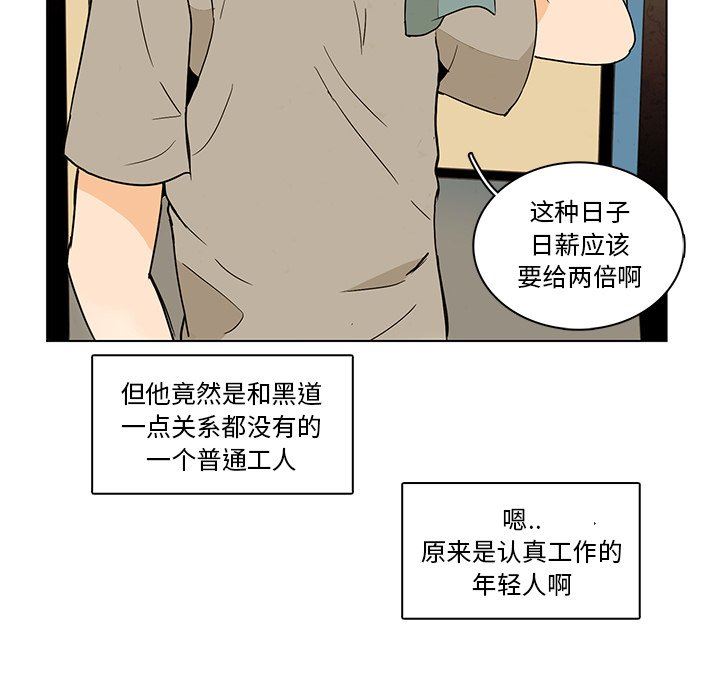 这种日子
日薪应该
要给两倍啊
但他竟然是和黑道
一点关系都没有的
一个普通工人
嗯..
原来是认真工作的
年轻人啊